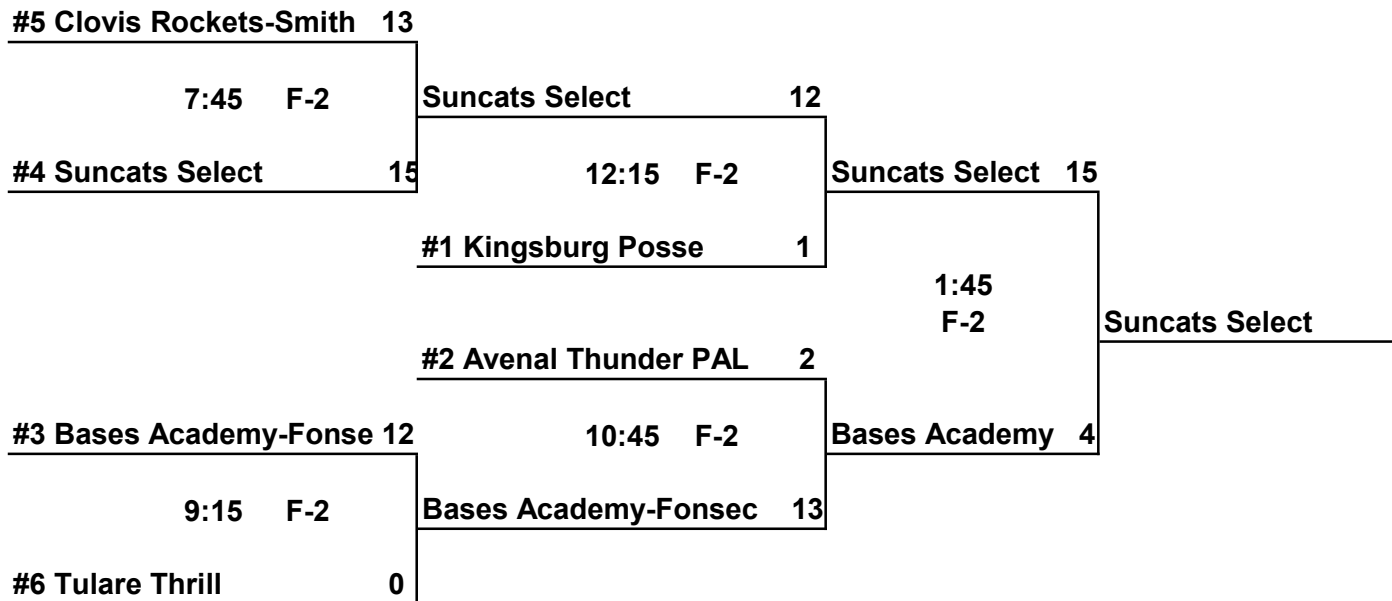 #5 Clovis Rockets-Smith 13
7:45 F-2
Suncats Select 12
#4 Suncats Select 15
12:15 F-2
Suncats Select 15
#1 Kingsburg Posse 1
1:45
F-2
Suncats Select
#2 Avenal Thunder PAL 2
#3 Bases Academy-Fonse 12
10:45 F-2
Bases Academy 4
9:15 F-2
Bases Academy-Fonsec 13
#6 Tulare Thrill 0